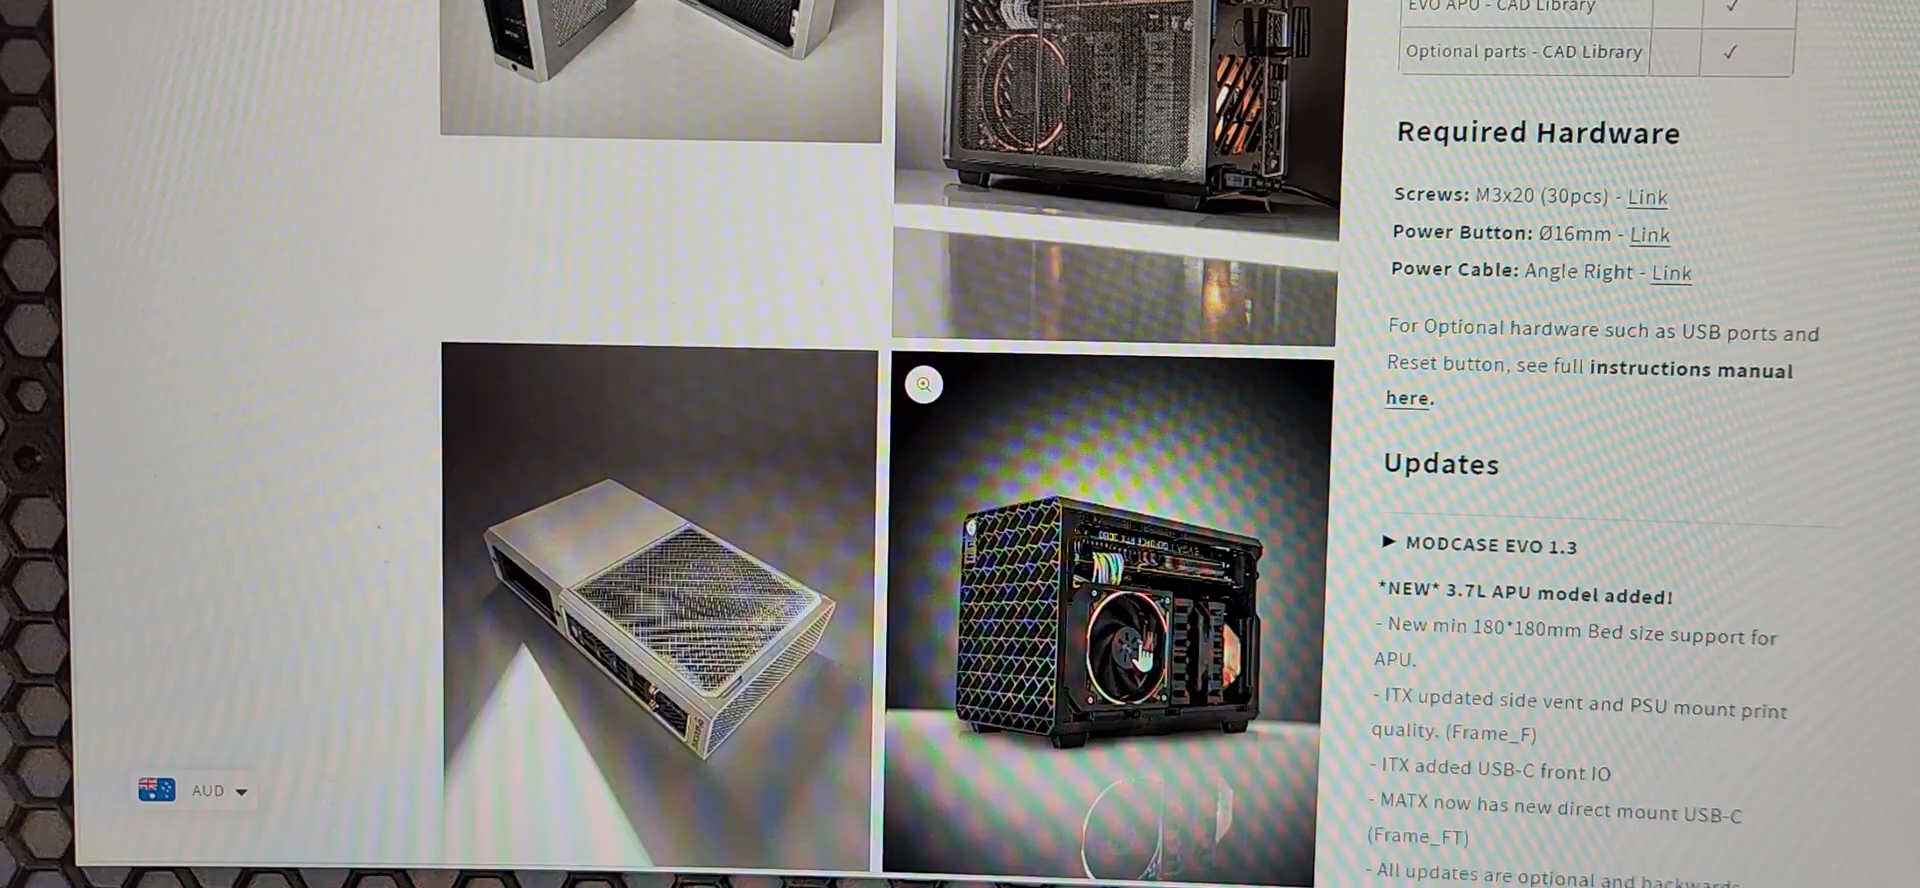 EVO APU - CAD Library ✓
Optional parts - CAD Library ✓
Required Hardware
Screws: M3x20 (30pcs) - Link
Power Button: Ø16mm - Link
Power Cable: Angle Right - Link
For Optional hardware such as USB ports and
Reset button, see full instructions manual
here.
Updates
► MODCASE EVO 1.3
*NEW* 3.7L APU model added!
- New min 180*180mm Bed size support for
APU.
- ITX updated side vent and PSU mount print
quality. (Frame_F)
- ITX added USB-C front IO
- MATX now has new direct mount USB-C
(Frame_FT)
- All updates are optional and backwards
AUD